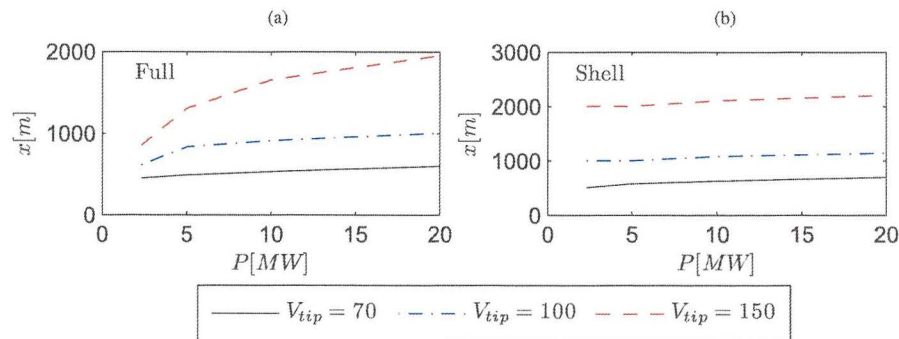 (a)
(b)
2000
Full
1000
0
x[m]
0 5 10 15 20
P[MW]
3000
Shell
2000
1000
0
x[m]
0 5 10 15 20
P[MW]
V_tip = 70 V_tip = 100 V_tip = 150